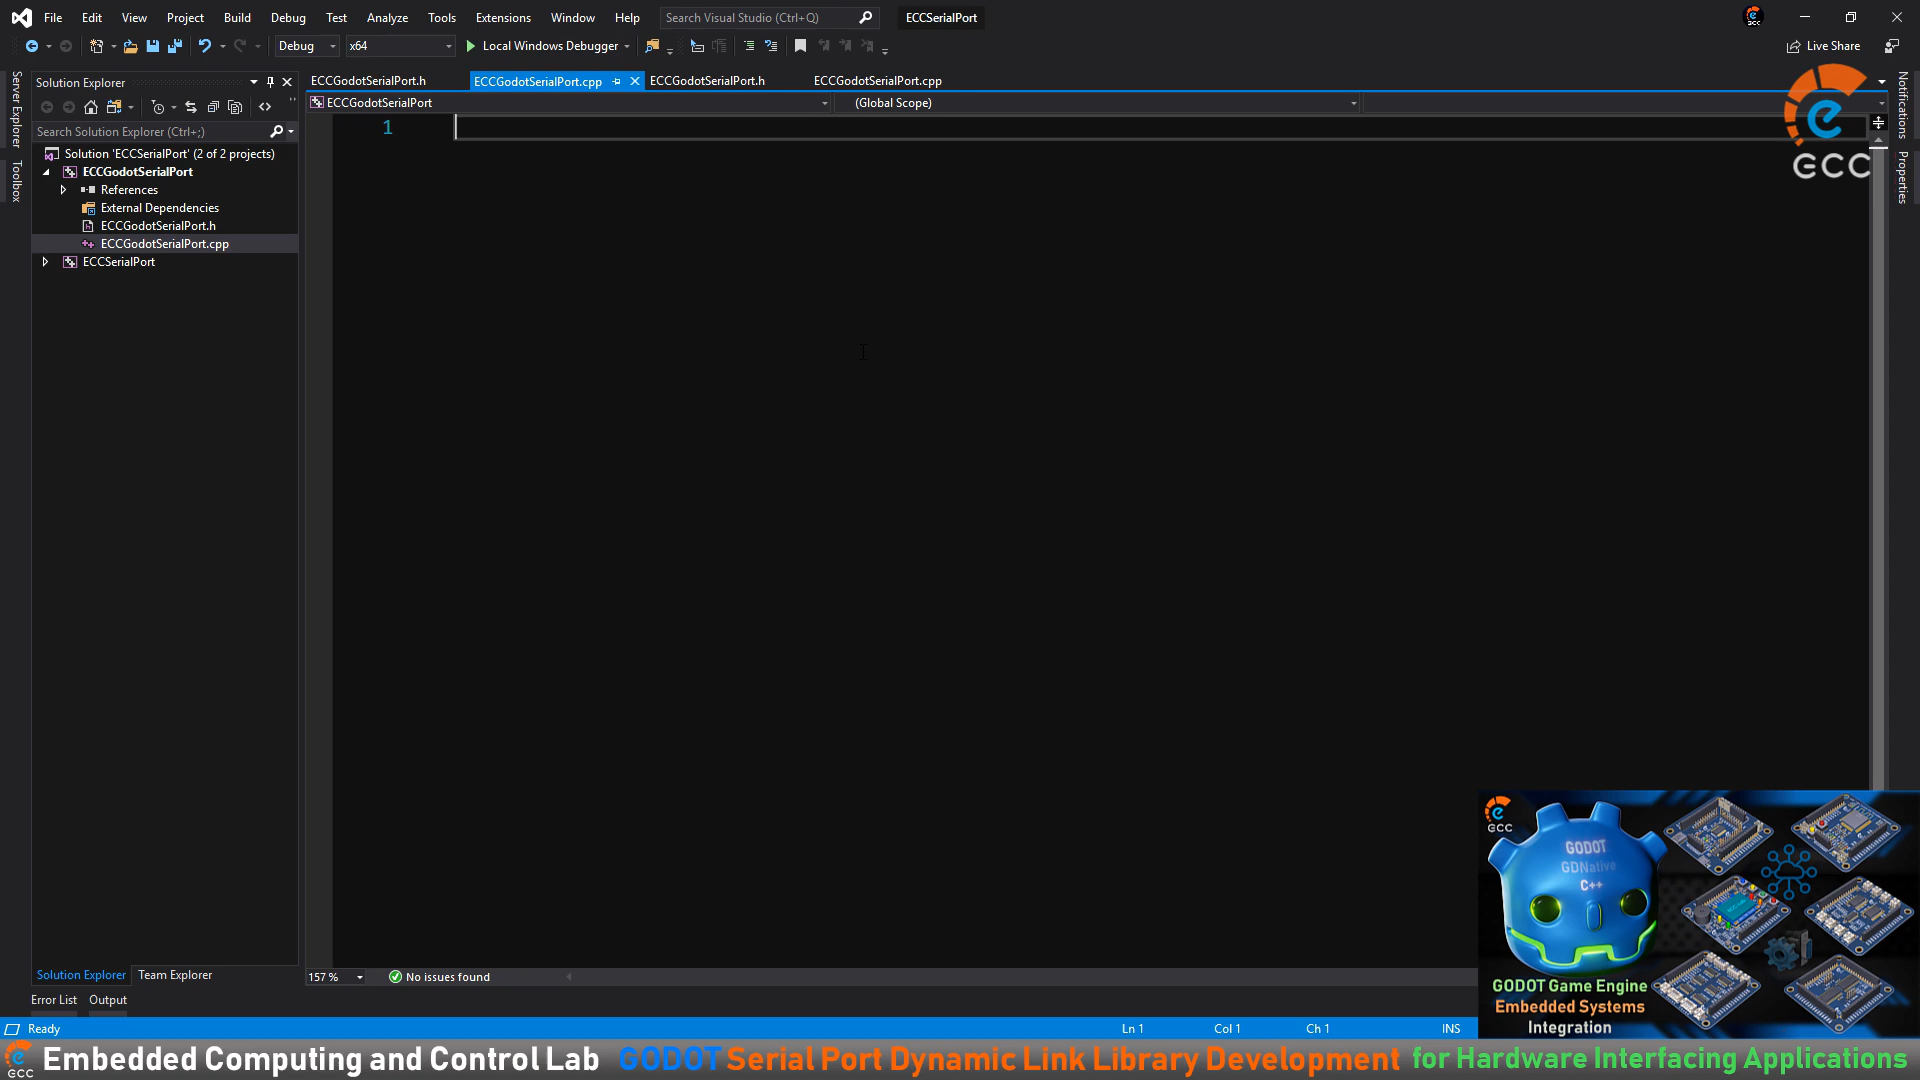 File Edit View Project Build Debug Test Analyze Tools Extensions Window Help Search Visual Studio (Ctrl+Q) ECCSerialPort
Debug x64 Local Windows Debugger Live Share
Server Explorer
Toolbox
Solution Explorer
Search Solution Explorer (Ctrl+;)
Solution 'ECCSerialPort' (2 of 2 projects)
ECCGodotSerialPort
References
External Dependencies
ECCGodotSerialPort.h
ECCGodotSerialPort.cpp
ECCSerialPort
Solution Explorer Team Explorer
ECCGodotSerialPort.h ECCGodotSerialPort.cpp ECCGodotSerialPort.h ECCGodotSerialPort.cpp
ECCGodotSerialPort (Global Scope)
1
ECC
Notifications
Properties
157 % No issues found
Error List Output
Ready Ln 1 Col 1 Ch 1 INS
ECC
GODOT
GDNative
C++
GODOT Game Engine
Embedded Systems
Integration
ECC
Embedded Computing and Control Lab GODOT Serial Port Dynamic Link Library Development for Hardware Interfacing Applications